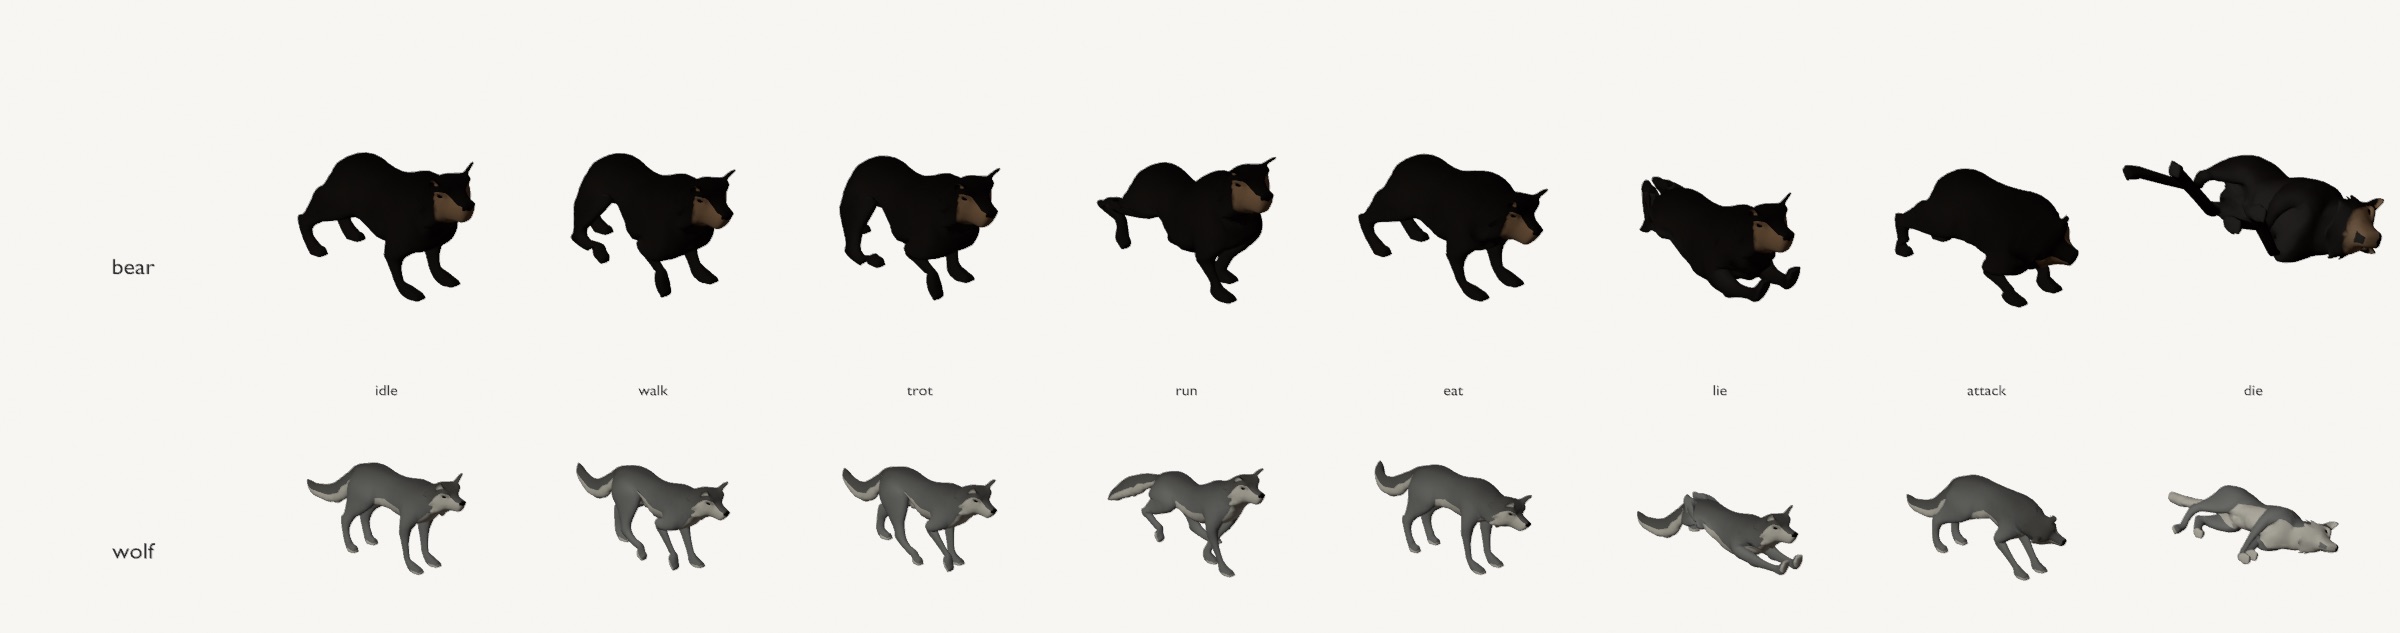 bear
idle
walk
trot
run
eat
lie
attack
die
wolf